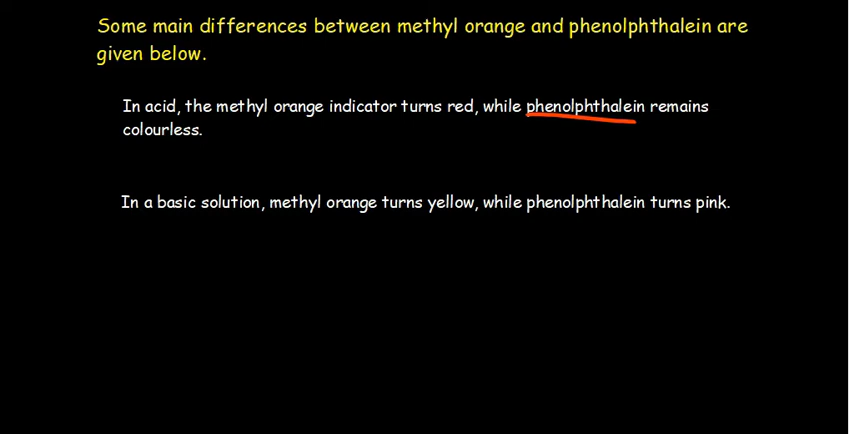 Some main differences between methyl orange and phenolphthalein are
given below.
In acid, the methyl orange indicator turns red, while phenolphthalein remains
colourless.
In a basic solution, methyl orange turns yellow, while phenolphthalein turns pink.